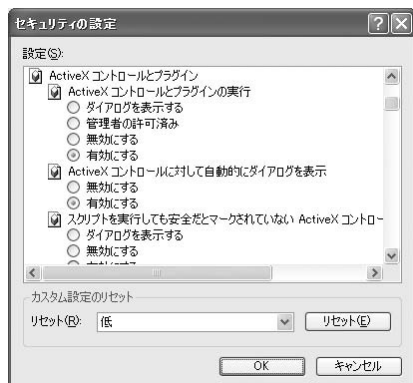 セキュリティの設定
設定(S):
ActiveX コントロールとプラグイン
ActiveX コントロールとプラグインの実行
ダイアログを表示する
管理者の許可済み
無効にする
有効にする
ActiveX コントロールに対して自動的にダイアログを表示
無効にする
有効にする
スクリプトを実行しても安全だとマークされていない ActiveX コントロー
ダイアログを表示する
無効にする
カスタム設定のリセット
リセット(R): 低 リセット(E)
OK キャンセル